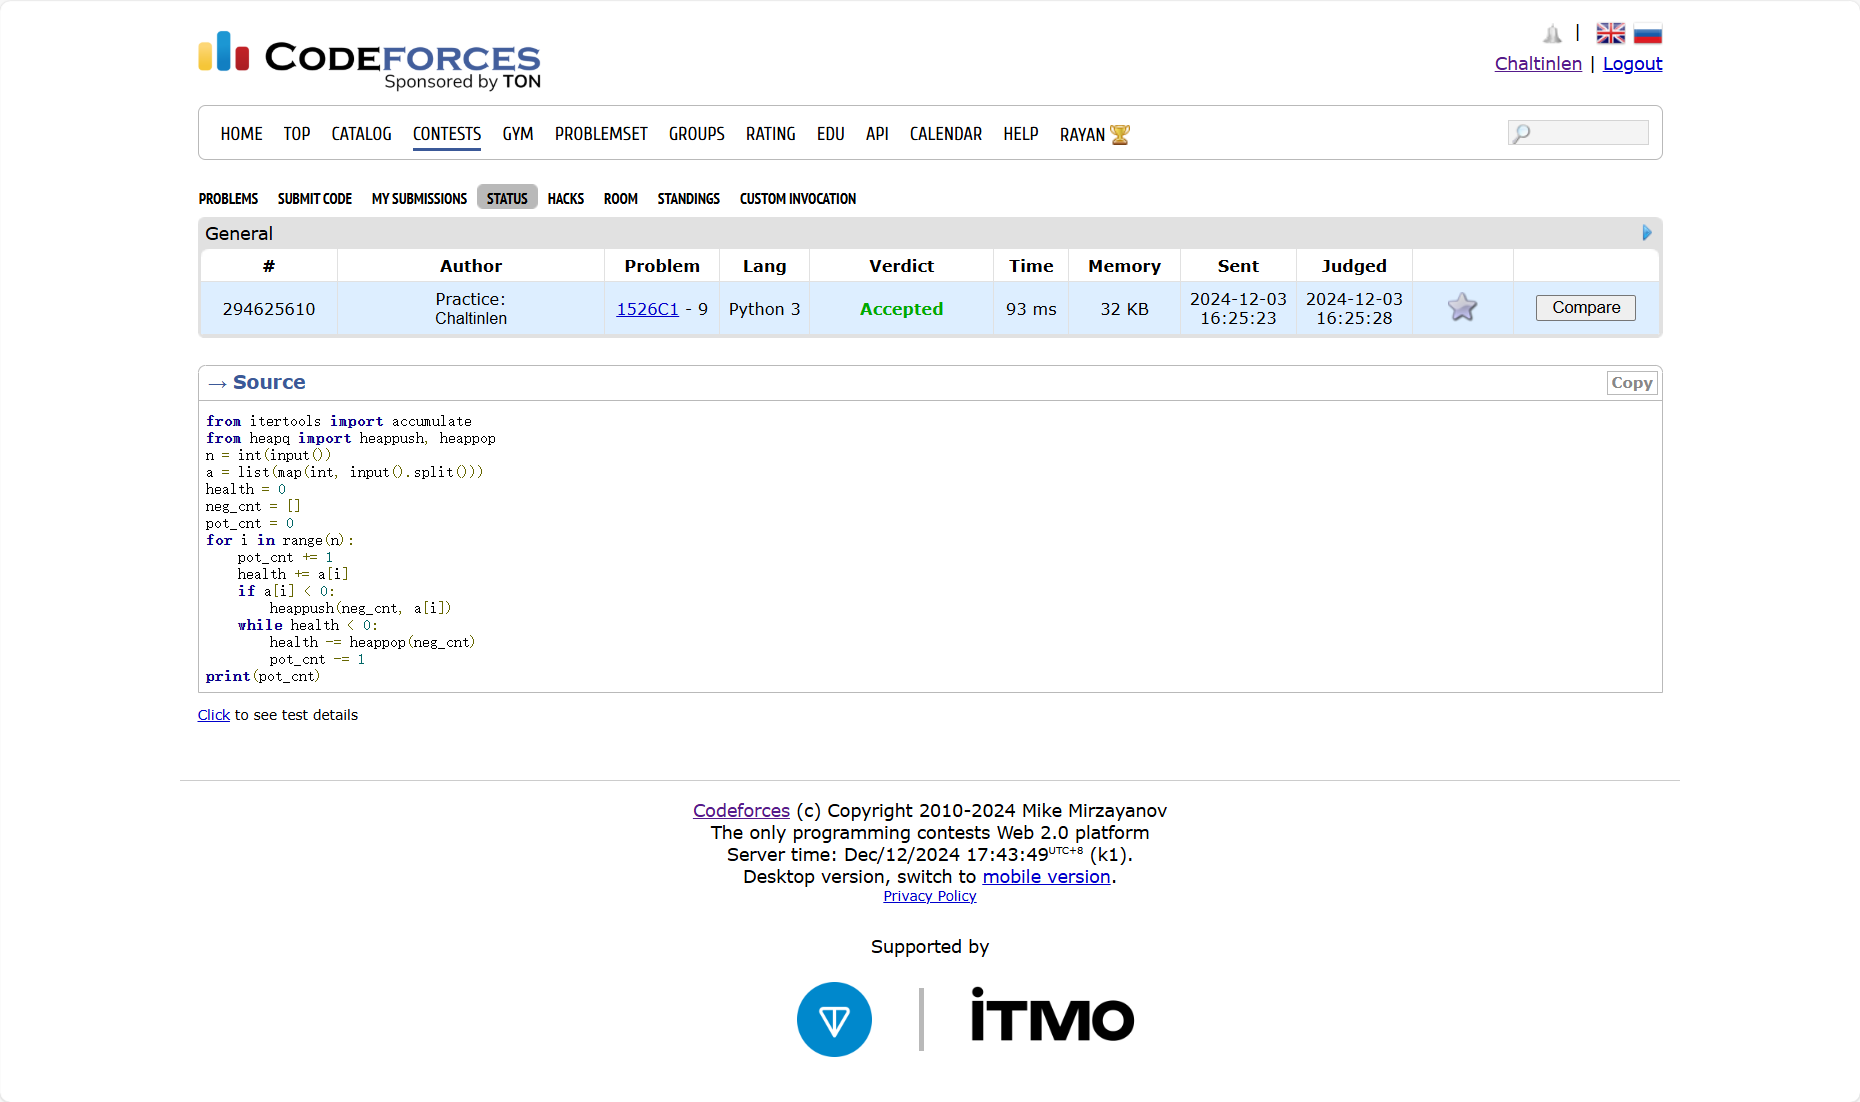 CODEFORCES
Sponsored by TON
|
Chaltinlen | Logout
HOME TOP CATALOG CONTESTS GYM PROBLEMSET GROUPS RATING EDU API CALENDAR HELP RAYAN
PROBLEMS SUBMIT CODE MY SUBMISSIONS STATUS HACKS ROOM STANDINGS CUSTOM INVOCATION
General
# Author Problem Lang Verdict Time Memory Sent Judged
294625610 Practice: Chaltinlen 1526C1 - 9 Python 3 Accepted 93 ms 32 KB 2024-12-03 16:25:23 2024-12-03 16:25:28 Compare
→ Source Copy
from itertools import accumulate
from heapq import heappush, heappop
n = int(input())
a = list(map(int, input().split()))
health = 0
neg_cnt = []
pot_cnt = 0
for i in range(n):
    pot_cnt += 1
    health += a[i]
    if a[i] < 0:
        heappush(neg_cnt, a[i])
    while health < 0:
        health -= heappop(neg_cnt)
        pot_cnt -= 1
print(pot_cnt)
Click to see test details
Codeforces (c) Copyright 2010-2024 Mike Mirzayanov
The only programming contests Web 2.0 platform
Server time: Dec/12/2024 17:43:49UTC+8 (k1).
Desktop version, switch to mobile version.
Privacy Policy
Supported by
iTMO